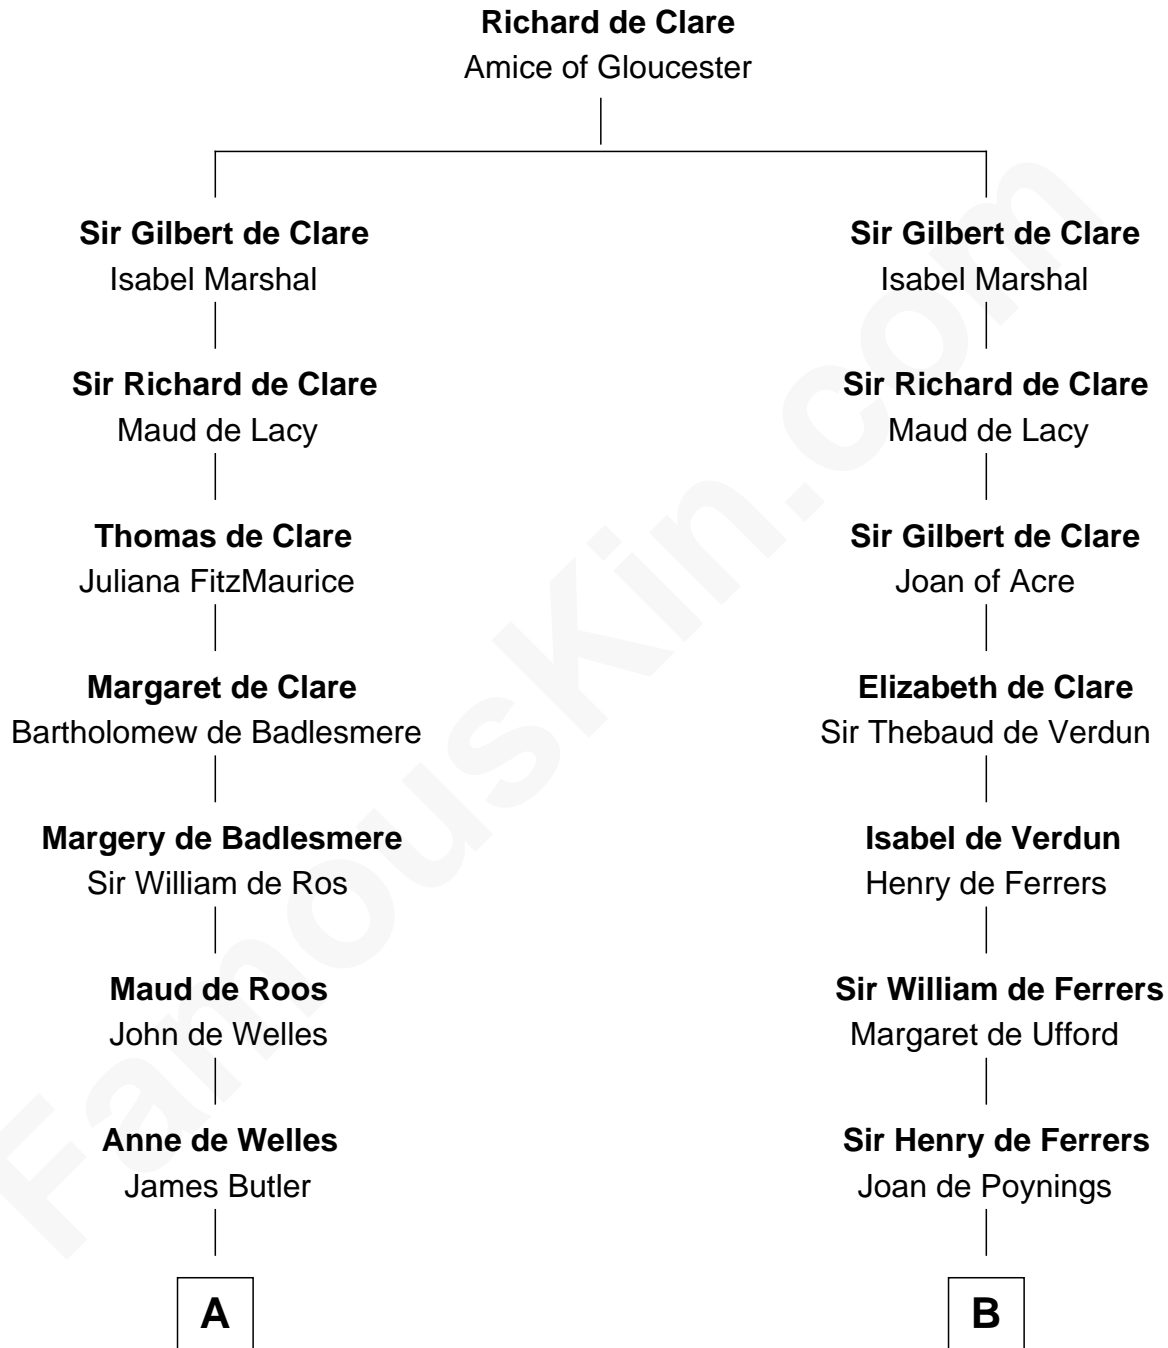 Richard de Clare
Amice of Gloucester
Sir Gilbert de Clare
Isabel Marshal
Sir Richard de Clare
Maud de Lacy
Thomas de Clare
Juliana FitzMaurice
Margaret de Clare
Bartholomew de Badlesmere
Margery de Badlesmere
Sir William de Ros
Maud de Roos
John de Welles
Anne de Welles
James Butler
A
Sir Gilbert de Clare
Isabel Marshal
Sir Richard de Clare
Maud de Lacy
Sir Gilbert de Clare
Joan of Acre
Elizabeth de Clare
Sir Thebaud de Verdun
Isabel de Verdun
Henry de Ferrers
Sir William de Ferrers
Margaret de Ufford
Sir Henry de Ferrers
Joan de Poynings
B
FamousKin.com